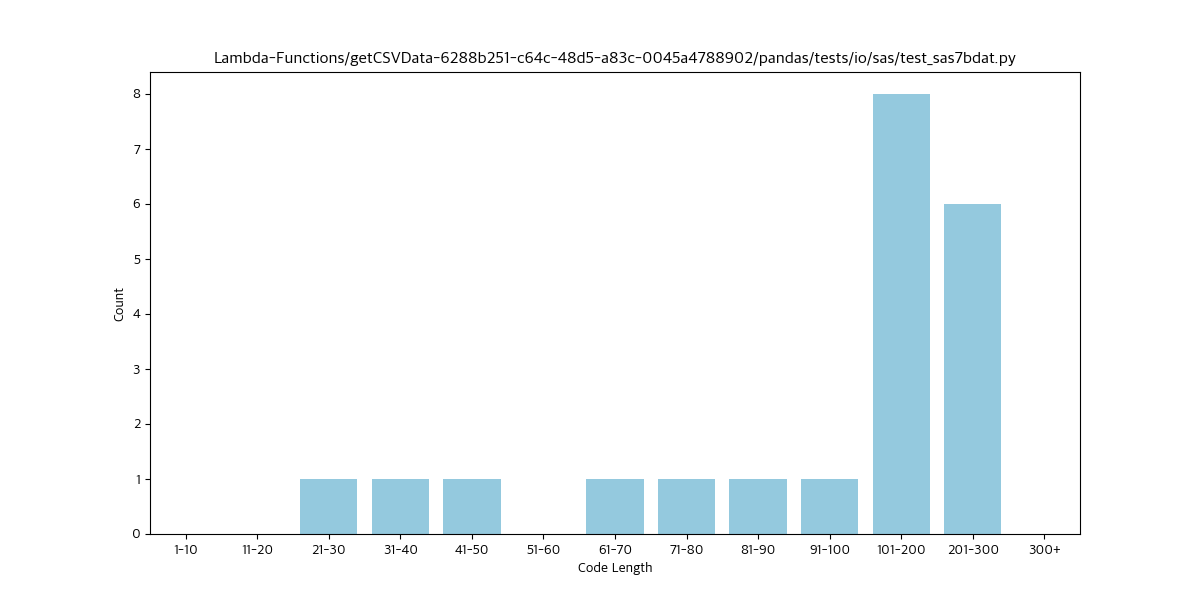 Lambda-Functions/getCSVData-6288b251-c64c-48d5-a83c-0045a4788902/pandas/tests/io/sas/test_sas7bdat.py
8
7
6
5
4
3
2
1
0
Count
1-10 11-20 21-30 31-40 41-50 51-60 61-70 71-80 81-90 91-100 101-200 201-300 300+
Code Length